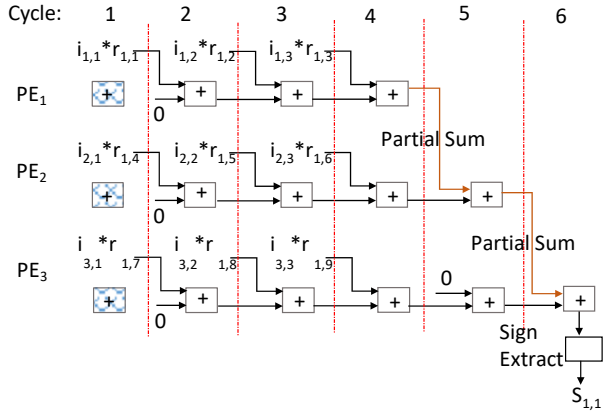 Cycle: 1 2 3 4 5 6
i1,1*r1,1 i1,2*r1,2 i1,3*r1,3
PE1 + + + +
0
Partial Sum
i2,1*r1,4 i2,2*r1,5 i2,3*r1,6
PE2 + + + + +
0
Partial Sum
i3,1*r1,7 i3,2*r1,8 i3,3*r1,9
PE3 0
+ + + + + +
0
Sign
Extract
S1,1